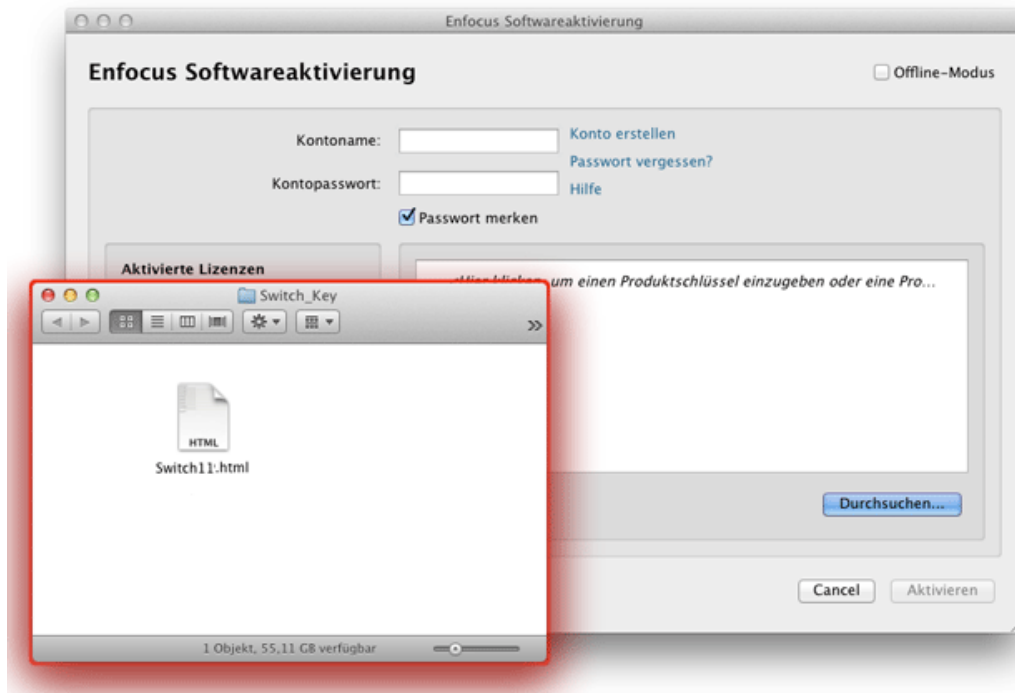 Enfocus Softwareaktivierung
Enfocus Softwareaktivierung
Offline-Modus
Kontoname:
Konto erstellen
Passwort vergessen?
Kontopasswort:
Hilfe
Passwort merken
Aktivierte Lizenzen
um einen Produktschlüssel einzugeben oder eine Pro...
Switch_Key
HTML
Switch11.html
Durchsuchen...
Cancel
Aktivieren
1 Objekt, 55,11 GB verfügbar